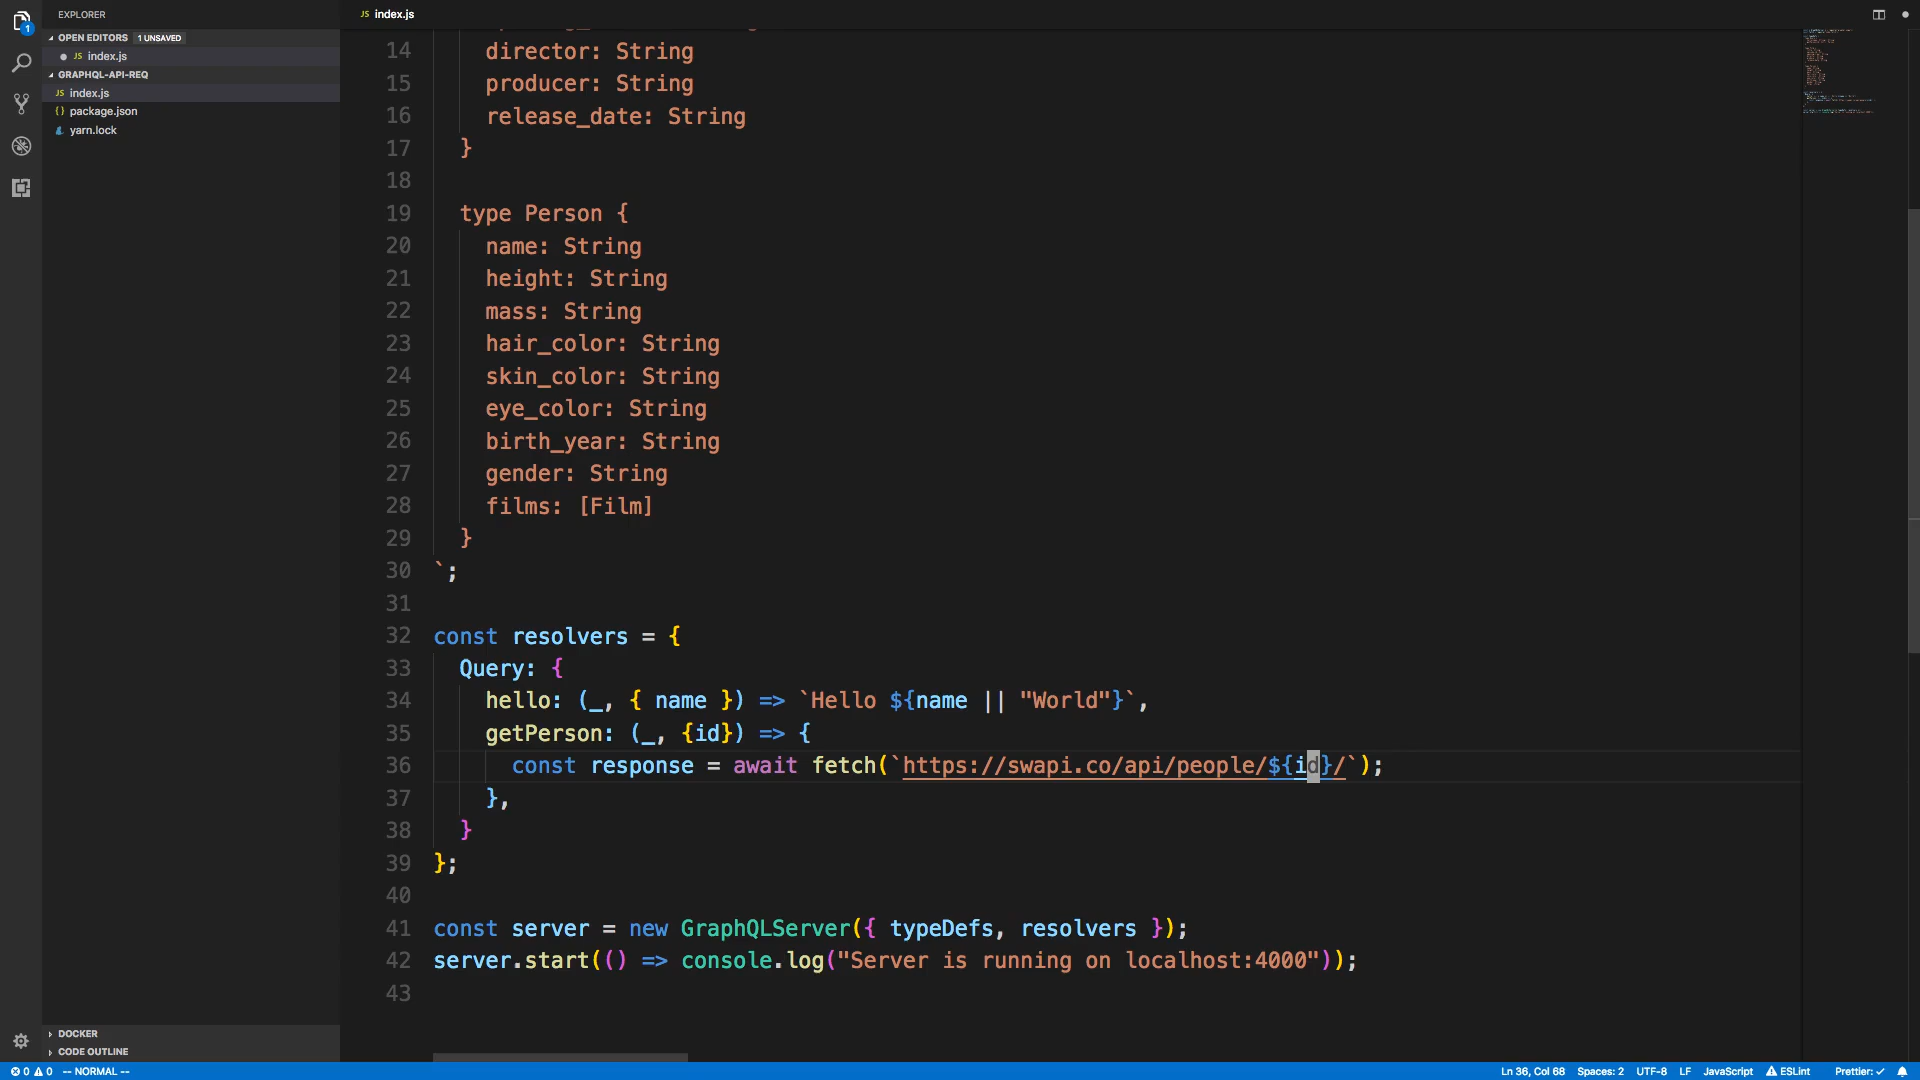 EXPLORER
OPEN EDITORS 1 UNSAVED
JS index.js
GRAPHQL-API-REQ
JS index.js
{} package.json
yarn.lock
DOCKER
CODE OUTLINE
1
JS index.js
14 director: String
15 producer: String
16 release_date: String
17 }
18
19 type Person {
20 name: String
21 height: String
22 mass: String
23 hair_color: String
24 skin_color: String
25 eye_color: String
26 birth_year: String
27 gender: String
28 films: [Film]
29 }
30 `;
31
32 const resolvers = {
33 Query: {
34 hello: (_, { name }) => `Hello ${name || "World"}`,
35 getPerson: (_, {id}) => {
36 const response = await fetch(`https://swapi.co/api/people/${id}/`);
37 },
38 }
39 };
40
41 const server = new GraphQLServer({ typeDefs, resolvers });
42 server.start(() => console.log("Server is running on localhost:4000"));
43
0 0 -- NORMAL -- Ln 36, Col 68 Spaces: 2 UTF-8 LF JavaScript ESLint Prettier: ✓